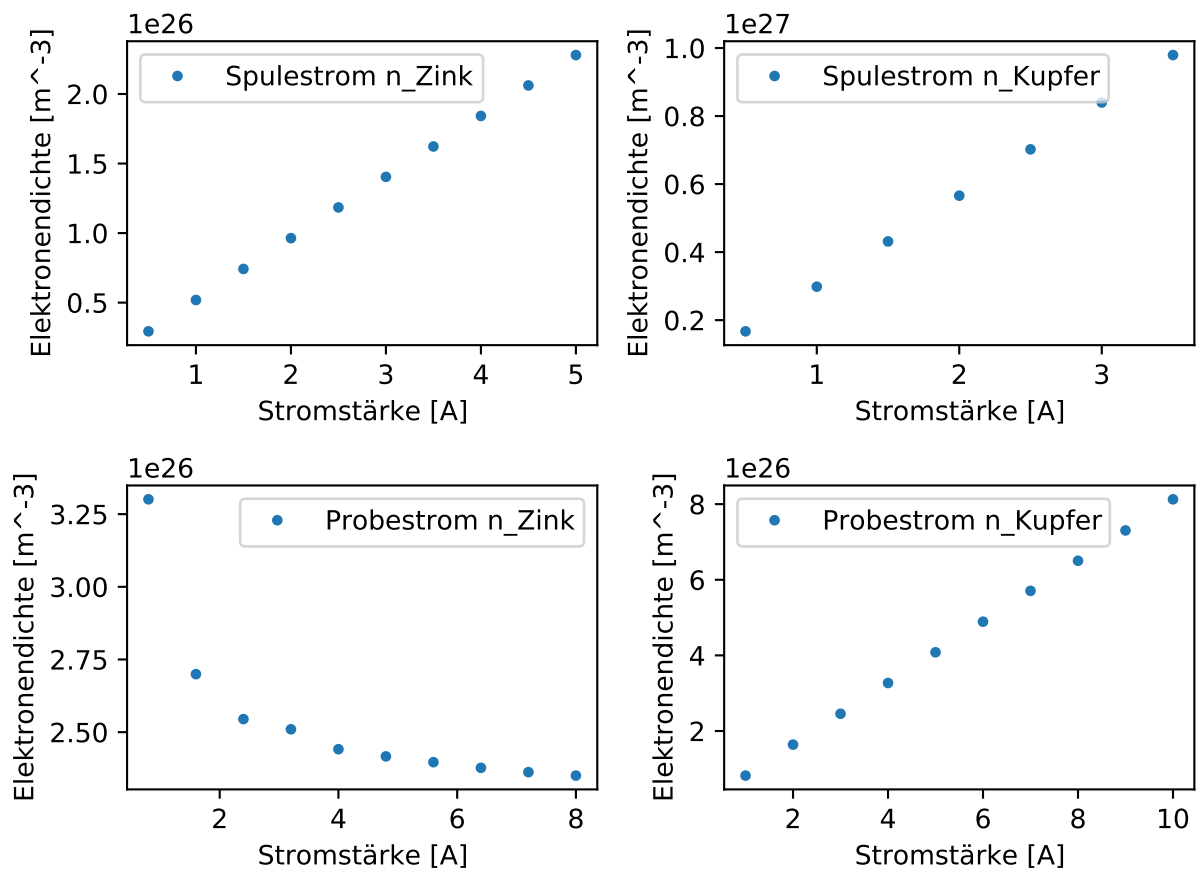 1e26
Elektronendichte [m^-3]
2.0
1.5
1.0
0.5
Spulestrom n_Zink
1 2 3 4 5
Stromstärke [A]
1e27
Elektronendichte [m^-3]
1.0
0.8
0.6
0.4
0.2
Spulestrom n_Kupfer
1 2 3
Stromstärke [A]
1e26
Elektronendichte [m^-3]
3.25
3.00
2.75
2.50
Probestrom n_Zink
2 4 6 8
Stromstärke [A]
1e26
Elektronendichte [m^-3]
8
6
4
2
Probestrom n_Kupfer
2 4 6 8 10
Stromstärke [A]